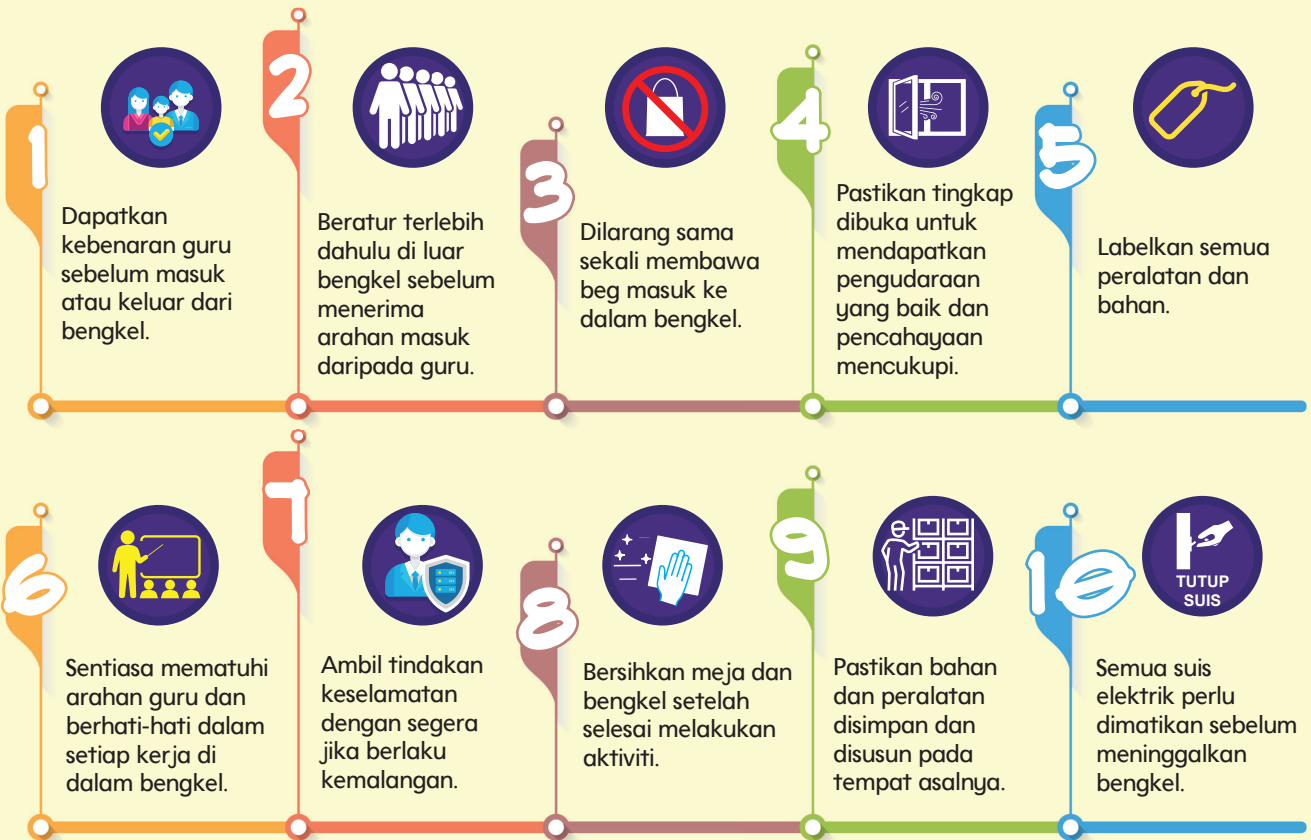 1
Dapatkan
kebenaran guru
sebelum masuk
atau keluar dari
bengkel.
2
Beratur terlebih
dahulu di luar
bengkel sebelum
menerima
arahan masuk
daripada guru.
3
Dilarang sama
sekali membawa
beg masuk ke
dalam bengkel.
4
Pastikan tingkap
dibuka untuk
mendapatkan
pengudaraan
yang baik dan
pencahayaan
mencukupi.
5
Labelkan semua
peralatan dan
bahan.
6
Sentiasa mematuhi
arahan guru dan
berhati-hati dalam
setiap kerja di
dalam bengkel.
7
Ambil tindakan
keselamatan
dengan segera
jika berlaku
kemalangan.
8
Bersihkan meja dan
bengkel setelah
selesai melakukan
aktiviti.
9
Pastikan bahan
dan peralatan
disimpan dan
disusun pada
tempat asalnya.
10
TUTUP
SUIS
Semua suis
elektrik perlu
dimatikan sebelum
meninggalkan
bengkel.